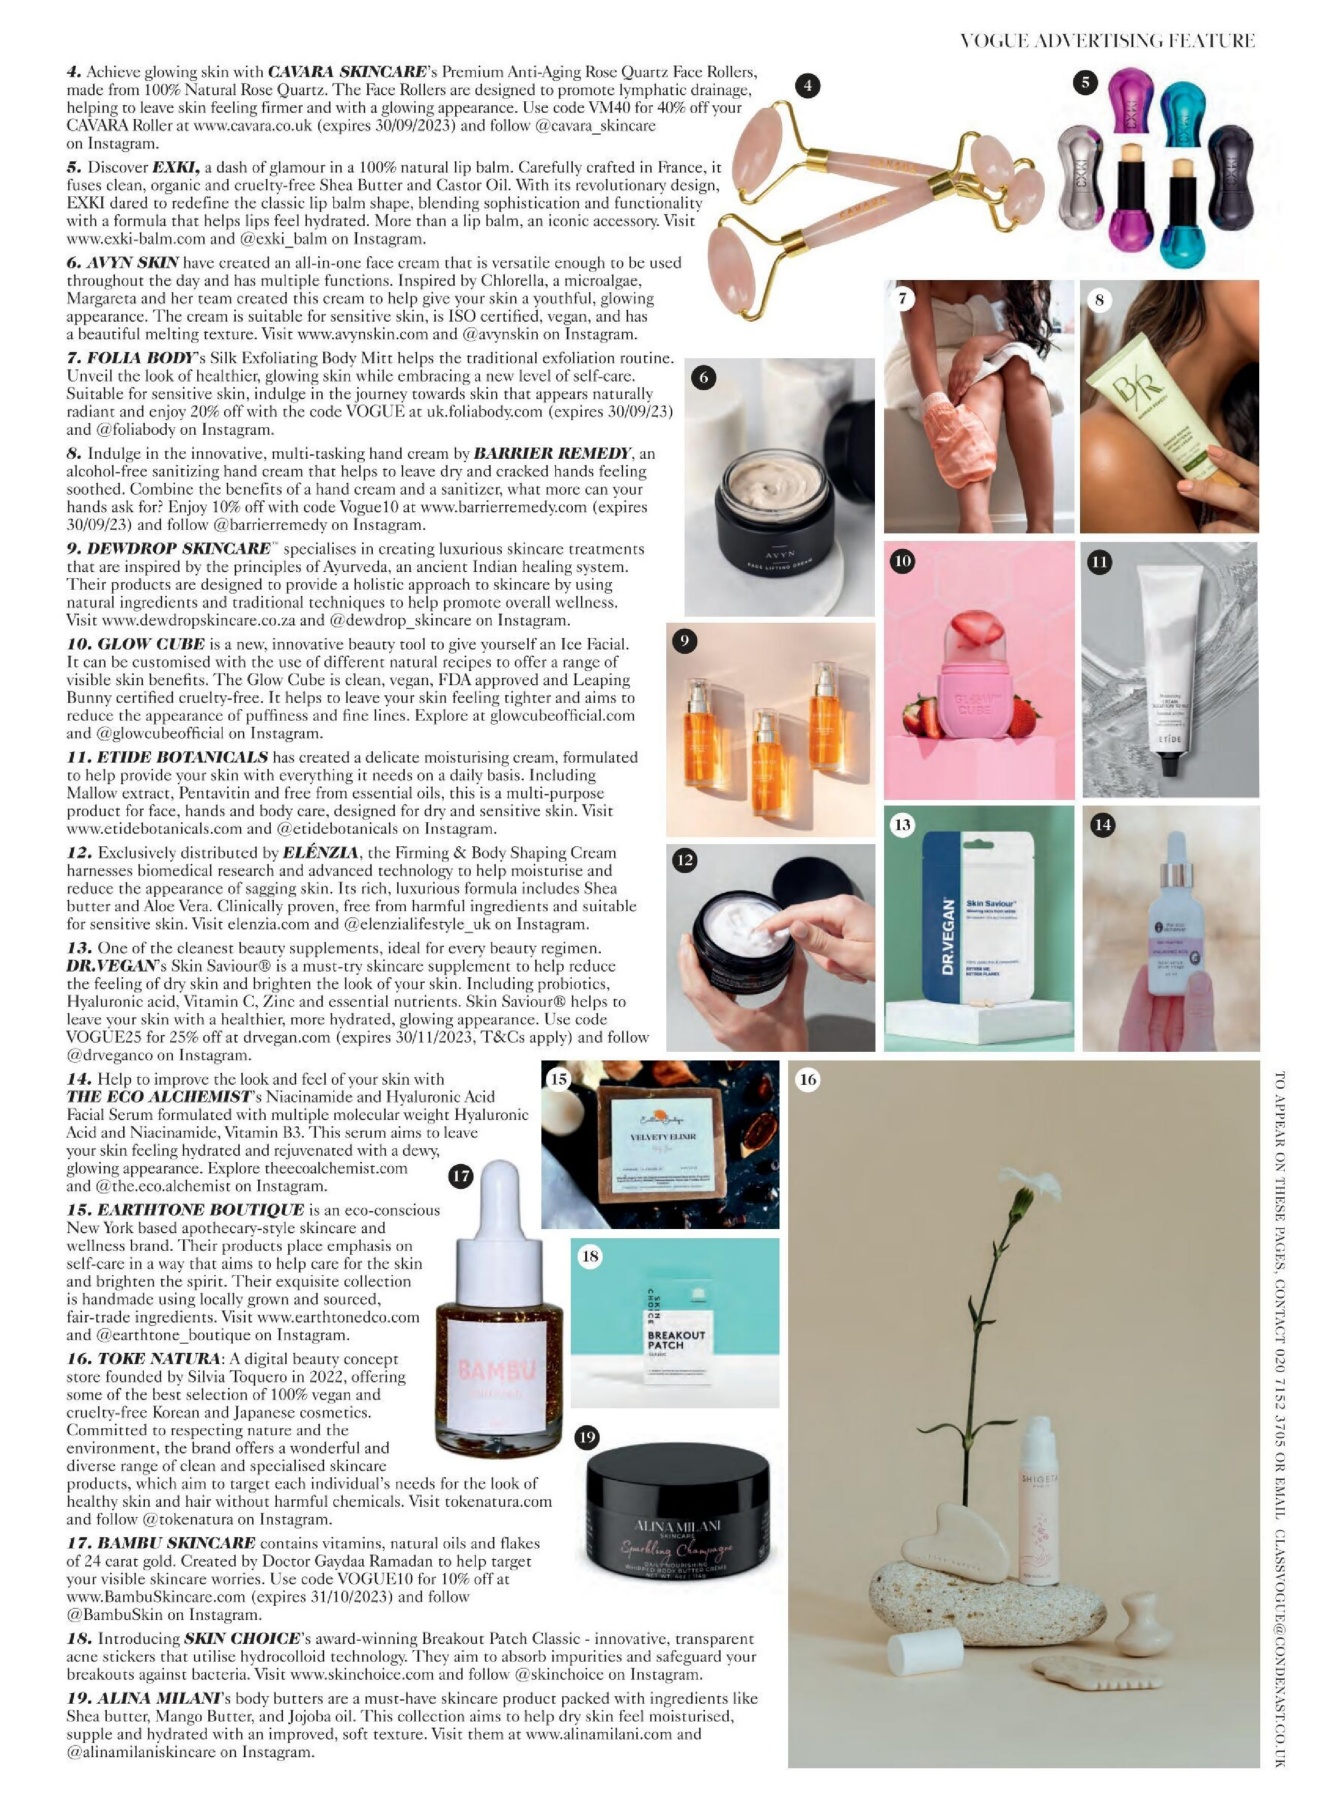 VOGUE ADVERTISING FEATURE
4. Achieve glowing skin with CAVARA SKINCARE's Premium Anti-Aging Rose Quartz Face Rollers,
made from 100% Natural Rose Quartz. The Face Rollers are designed to promote lymphatic drainage,
helping to leave skin feeling firmer and with a glowing appearance. Use code VM40 for 40% off your
CAVARA Roller at www.cavara.co.uk (expires 30/09/2023) and follow @cavara_skincare
on Instagram.
5. Discover EXKI, a dash of glamour in a 100% natural lip balm. Carefully crafted in France, it
fuses clean, organic and cruelty-free Shea Butter and Castor Oil. With its revolutionary design,
EXKI dared to redefine the classic lip balm shape, blending sophistication and functionality
with a formula that helps lips feel hydrated. More than a lip balm, an iconic accessory. Visit
www.exki-balm.com and @exki_balm on Instagram.
6. AVYN SKIN have created an all-in-one face cream that is versatile enough to be used
throughout the day and has multiple functions. Inspired by Chlorella, a microalgae,
Margareta and her team created this cream to help give your skin a youthful, glowing
appearance. The cream is suitable for sensitive skin, is ISO certified, vegan, and has
a beautiful melting texture. Visit www.avynskin.com and @avynskin on Instagram.
7. FOLIA BODY's Silk Exfoliating Body Mitt helps the traditional exfoliation routine.
Unveil the look of healthier, glowing skin while embracing a new level of self-care.
Suitable for sensitive skin, indulge in the journey towards skin that appears naturally
radiant and enjoy 20% off with the code VOGUE at uk.foliabody.com (expires 30/09/23)
and @foliabody on Instagram.
8. Indulge in the innovative, multi-tasking hand cream by BARRIER REMEDY, an
alcohol-free sanitizing hand cream that helps to leave dry and cracked hands feeling
soothed. Combine the benefits of a hand cream and a sanitizer, what more can your
hands ask for? Enjoy 10% off with code Vogue10 at www.barrierremedy.com (expires
30/09/23) and follow @barrierremedy on Instagram.
9. DEWDROP SKINCARE™ specialises in creating luxurious skincare treatments
that are inspired by the principles of Ayurveda, an ancient Indian healing system.
Their products are designed to provide a holistic approach to skincare by using
natural ingredients and traditional techniques to help promote overall wellness.
Visit www.dewdropskincare.co.za and @dewdrop_skincare on Instagram.
10. GLOW CUBE is a new, innovative beauty tool to give yourself an Ice Facial.
It can be customised with the use of different natural recipes to offer a range of
visible skin benefits. The Glow Cube is clean, vegan, FDA approved and Leaping
Bunny certified cruelty-free. It helps to leave your skin feeling tighter and aims to
reduce the appearance of puffiness and fine lines. Explore at glowcubeofficial.com
and @glowcubeofficial on Instagram.
11. ETIDE BOTANICALS has created a delicate moisturising cream, formulated
to help provide your skin with everything it needs on a daily basis. Including
Mallow extract, Pentavitin and free from essential oils, this is a multi-purpose
product for face, hands and body care, designed for dry and sensitive skin. Visit
www.etidebotanicals.com and @etidebotanicals on Instagram.
12. Exclusively distributed by ELÉNZIA, the Firming & Body Shaping Cream
harnesses biomedical research and advanced technology to help moisturise and
reduce the appearance of sagging skin. Its rich, luxurious formula includes Shea
butter and Aloe Vera. Clinically proven, free from harmful ingredients and suitable
for sensitive skin. Visit elenzia.com and @elenzialifestyle_uk on Instagram.
13. One of the cleanest beauty supplements, ideal for every beauty regimen.
DR.VEGAN's Skin Saviour® is a must-try skincare supplement to help reduce
the feeling of dry skin and brighten the look of your skin. Including probiotics,
Hyaluronic acid, Vitamin C, Zinc and essential nutrients. Skin Saviour® helps to
leave your skin with a healthier, more hydrated, glowing appearance. Use code
VOGUE25 for 25% off at drvegan.com (expires 30/11/2023, T&Cs apply) and follow
@drveganco on Instagram.
14. Help to improve the look and feel of your skin with
THE ECO ALCHEMIST's Niacinamide and Hyaluronic Acid
Facial Serum formulated with multiple molecular weight Hyaluronic
Acid and Niacinamide, Vitamin B3. This serum aims to leave
your skin feeling hydrated and rejuvenated with a dewy,
glowing appearance. Explore theecoalchemist.com
and @the.eco.alchemist on Instagram.
15. EARTHTONE BOUTIQUE is an eco-conscious
New York based apothecary-style skincare and
wellness brand. Their products place emphasis on
self-care in a way that aims to help care for the skin
and brighten the spirit. Their exquisite collection
is handmade using locally grown and sourced,
fair-trade ingredients. Visit www.earthtonedco.com
and @earthtone_boutique on Instagram.
16. TOKE NATURA: A digital beauty concept
store founded by Silvia Toquero in 2022, offering
some of the best selection of 100% vegan and
cruelty-free Korean and Japanese cosmetics.
Committed to respecting nature and the
environment, the brand offers a wonderful and
diverse range of clean and specialised skincare
products, which aim to target each individual's needs for the look of
healthy skin and hair without harmful chemicals. Visit tokenatura.com
and follow @tokenatura on Instagram.
17. BAMBU SKINCARE contains vitamins, natural oils and flakes
of 24 carat gold. Created by Doctor Gaydaa Ramadan to help target
your visible skincare worries. Use code VOGUE10 for 10% off at
www.BambuSkincare.com (expires 31/10/2023) and follow
@BambuSkin on Instagram.
18. Introducing SKIN CHOICE's award-winning Breakout Patch Classic - innovative, transparent
acne stickers that utilise hydrocolloid technology. They aim to absorb impurities and safeguard your
breakouts against bacteria. Visit www.skinchoice.com and follow @skinchoice on Instagram.
19. ALINA MILANI's body butters are a must-have skincare product packed with ingredients like
Shea butter, Mango Butter, and Jojoba oil. This collection aims to help dry skin feel moisturised,
supple and hydrated with an improved, soft texture. Visit them at www.alinamilani.com and
@alinamilaniskincare on Instagram.
4
5
EXKI
EXKI
EXKI
EXKI
6
AVYN
FACE LIFTING CREAM
7
8
B/R
9
10
GLOW
CUBE
11
ETIDE
12
13
DR.VEGAN
Skin Saviour
14
15
VELVETY ELIXIR
16
SHIGETA
17
BAMBU
18
SKIN
CHOICE
BREAKOUT
PATCH
19
ALINA MILANI
SKINCARE
Sparkling Champagne
DAILY NOURISHING
WHIPPED BODY BUTTER CRÈME
TO APPEAR ON THESE PAGES, CONTACT 020 7152 3705 OR EMAIL CLASSVOGUE@CONDENAST.CO.UK